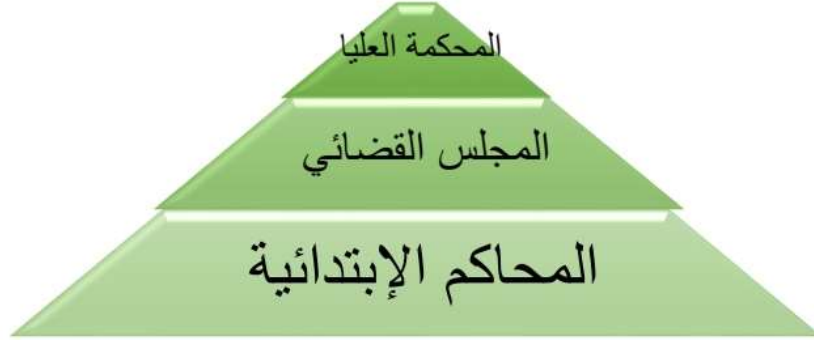 المحكمة العليا
المجلس القضائي
المحاكم الإبتدائية